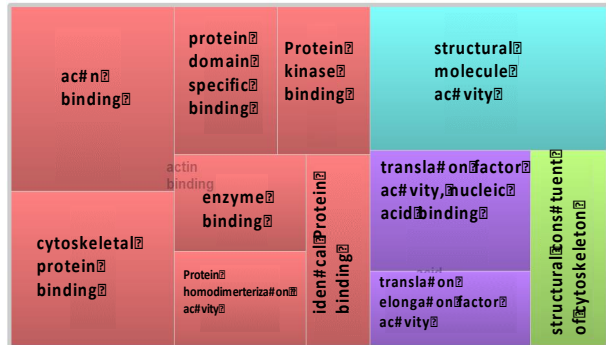 ac#n⍰
binding⍰
protein⍰
domain⍰
specific⍰
binding⍰
Protein⍰
kinase⍰
binding⍰
structural⍰
molecule⍰
ac#vity⍰
actin
binding
cytoskeletal⍰
protein⍰
binding⍰
enzyme⍰
binding⍰
Protein⍰
homodimerteriza#on⍰
ac#vity⍰
iden#cal⍰Protein⍰
binding⍰
transla#on⍰factor⍰
ac#vity,⍰nucleic⍰
acid⍰binding⍰
acid
transla#on⍰
elonga#on⍰factor⍰
ac#vity⍰
structural⍰cons#tuent⍰
of⍰cytoskeleton⍰